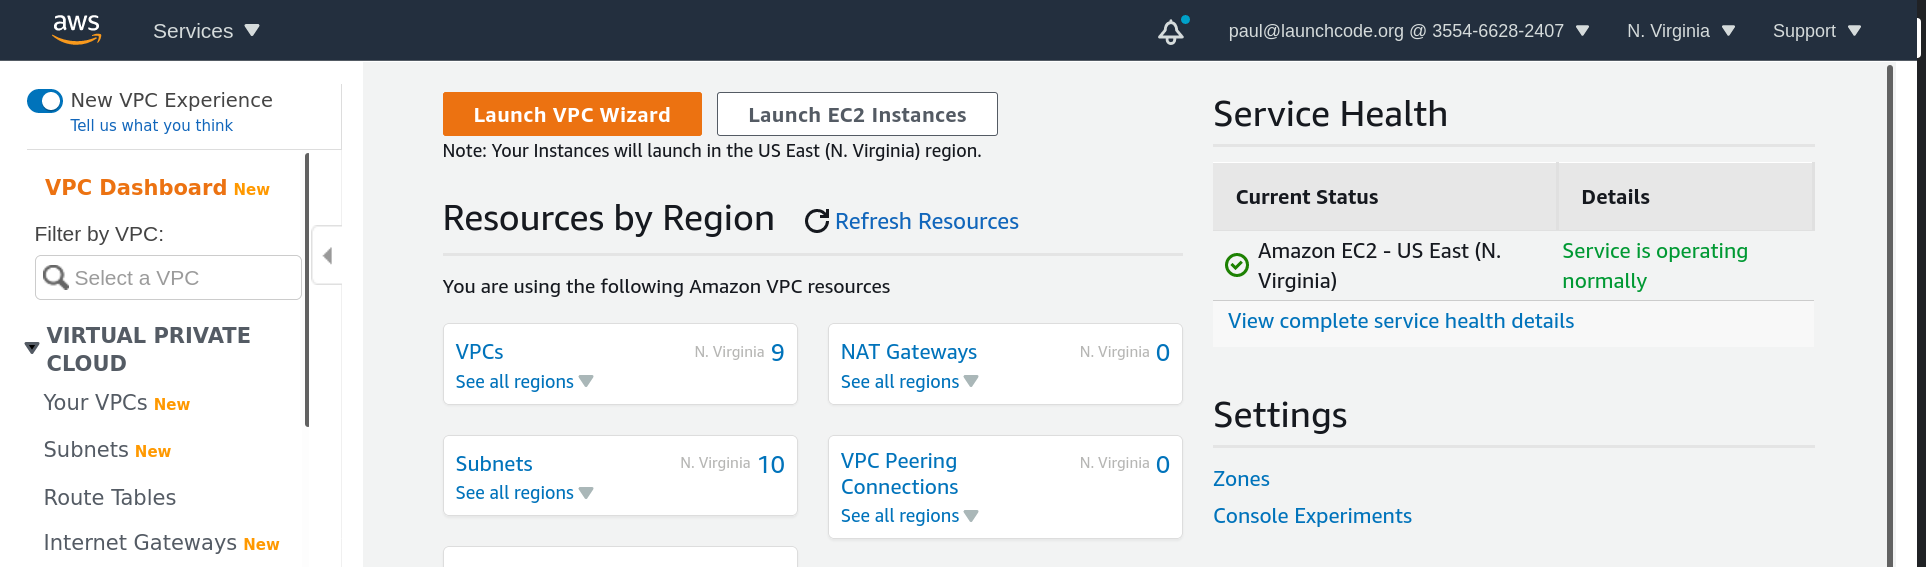 aws
Services
paul@launchcode.org @ 3554-6628-2407
N. Virginia
Support
New VPC Experience
Tell us what you think
VPC Dashboard New
Filter by VPC:
Select a VPC
VIRTUAL PRIVATE
CLOUD
Your VPCs New
Subnets New
Route Tables
Internet Gateways New
Launch VPC Wizard
Launch EC2 Instances
Note: Your Instances will launch in the US East (N. Virginia) region.
Resources by Region
Refresh Resources
You are using the following Amazon VPC resources
VPCs
N. Virginia 9
See all regions
NAT Gateways
N. Virginia 0
See all regions
Subnets
N. Virginia 10
See all regions
VPC Peering
Connections
N. Virginia 0
See all regions
Service Health
Current Status
Details
Amazon EC2 - US East (N.
Virginia)
Service is operating
normally
View complete service health details
Settings
Zones
Console Experiments